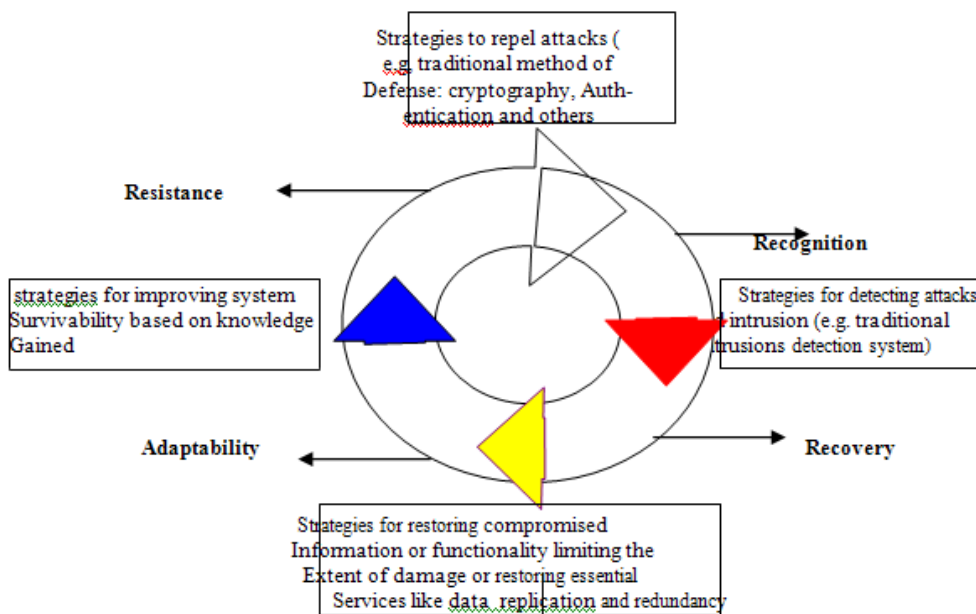 Strategies to repel attacks (
e.g. traditional method of
Defense: cryptography, Auth-
entication and others
Resistance
Recognition
strategies for improving system
Survivability based on knowledge
Gained
Strategies for detecting attacks
intrusion (e.g. traditional
trusions detection system)
Adaptability
Recovery
Strategies for restoring compromised
Information or functionality limiting the
Extent of damage or restoring essential
Services like data replication and redundancy